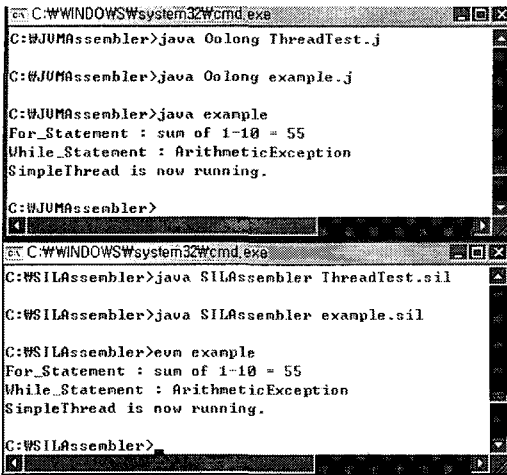 C:₩WINDOWS₩system32₩cmd.exe
C:₩JVMAssembler>java Oolong ThreadTest.j
C:₩JVMAssembler>java Oolong example.j
C:₩JVMAssembler>java example
For_Statement : sum of 1-10 = 55
While_Statement : ArithmeticException
SimpleThread is now running.
C:₩JVMAssembler>
C:₩WINDOWS₩system32₩cmd.exe
C:₩SILAssembler>java SILAssembler ThreadTest.sil
C:₩SILAssembler>java SILAssembler example.sil
C:₩SILAssembler>evm example
For_Statement : sum of 1-10 = 55
While_Statement : ArithmeticException
SimpleThread is now running.
C:₩SILAssembler>_